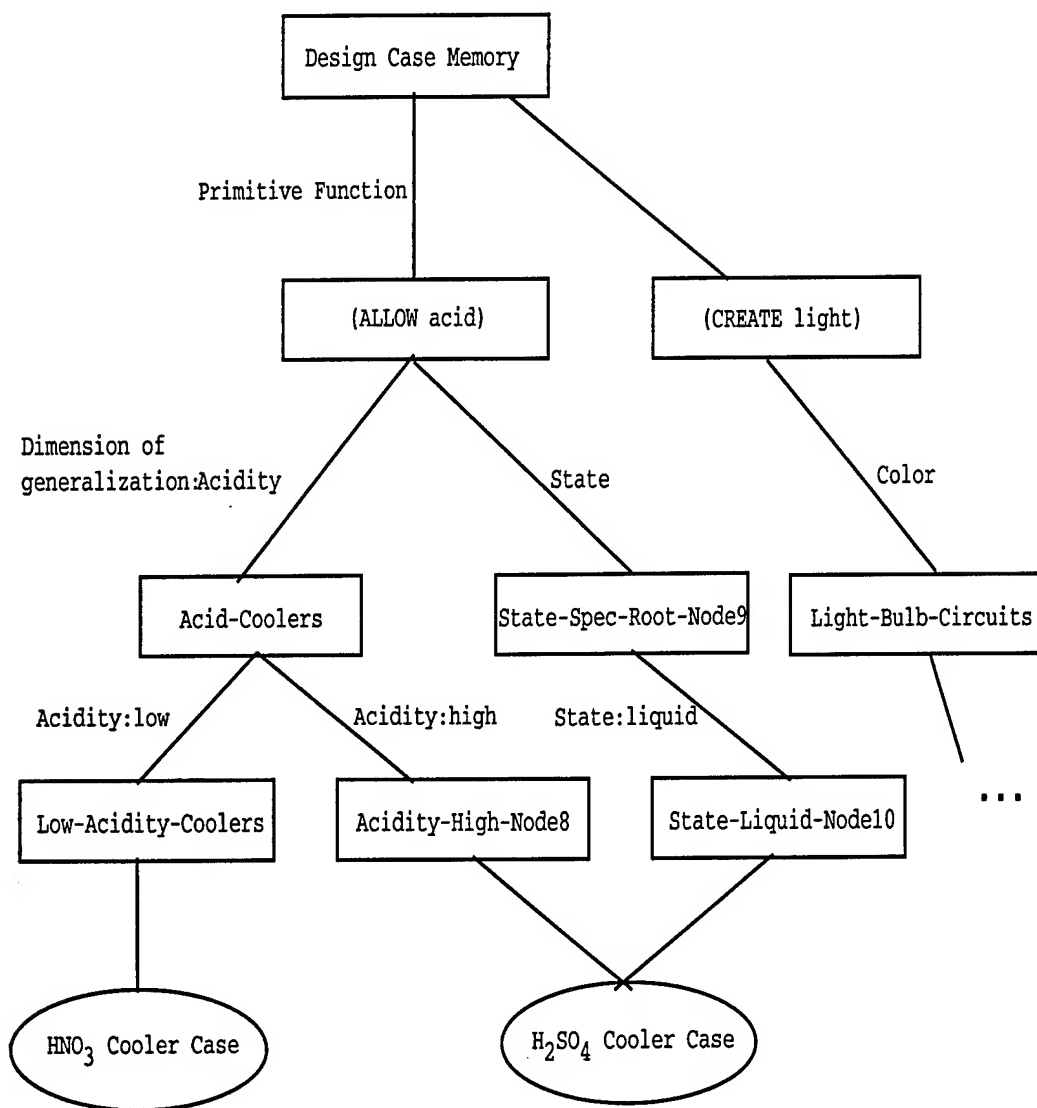 Design Case Memory
Primitive Function
(ALLOW acid)
(CREATE light)
Dimension of
generalization:Acidity
State
Color
Acid-Coolers
State-Spec-Root-Node9
Light-Bulb-Circuits
Acidity:low
Acidity:high
State:liquid
Low-Acidity-Coolers
Acidity-High-Node8
State-Liquid-Node10
...
HNO3 Cooler Case
H2SO4 Cooler Case